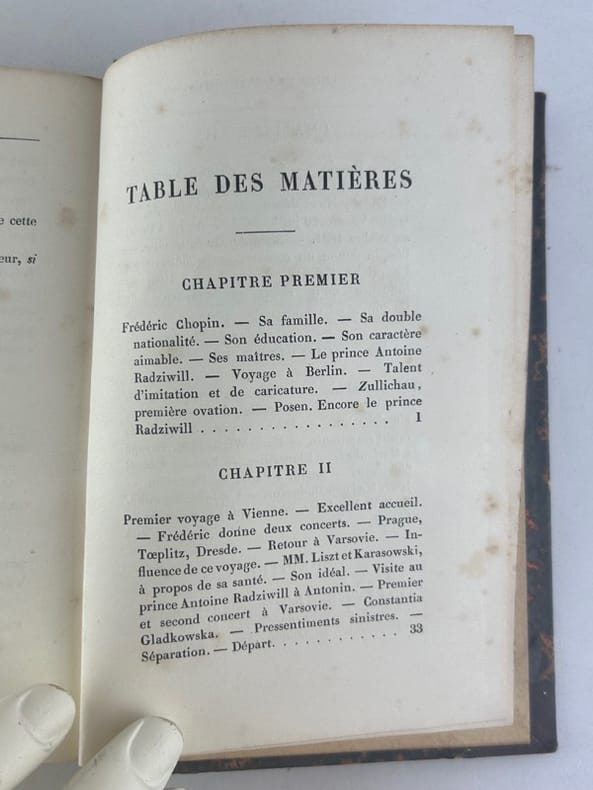 e cette
eur, si
TABLE DES MATIÈRES
CHAPITRE PREMIER
Frédéric Chopin. — Sa famille. — Sa double
nationalité. — Son éducation. — Son caractère
aimable. — Ses maîtres. — Le prince Antoine
Radziwill. — Voyage à Berlin. — Talent
d'imitation et de caricature. — Zullichau,
première ovation. — Posen. Encore le prince
Radziwill . . . . . . . . . . . . . . . . . 1
CHAPITRE II
Premier voyage à Vienne. — Excellent accueil.
— Frédéric donne deux concerts. — Prague,
Tœplitz, Dresde. — Retour à Varsovie. — In-
fluence de ce voyage. — MM. Liszt et Karasowski,
à propos de sa santé. — Son idéal. — Visite au
prince Antoine Radziwill à Antonin. — Premier
et second concert à Varsovie. — Constantia
Gladkowska. — Pressentiments sinistres. —
Séparation. — Départ. . . . . . . . . . . . 33